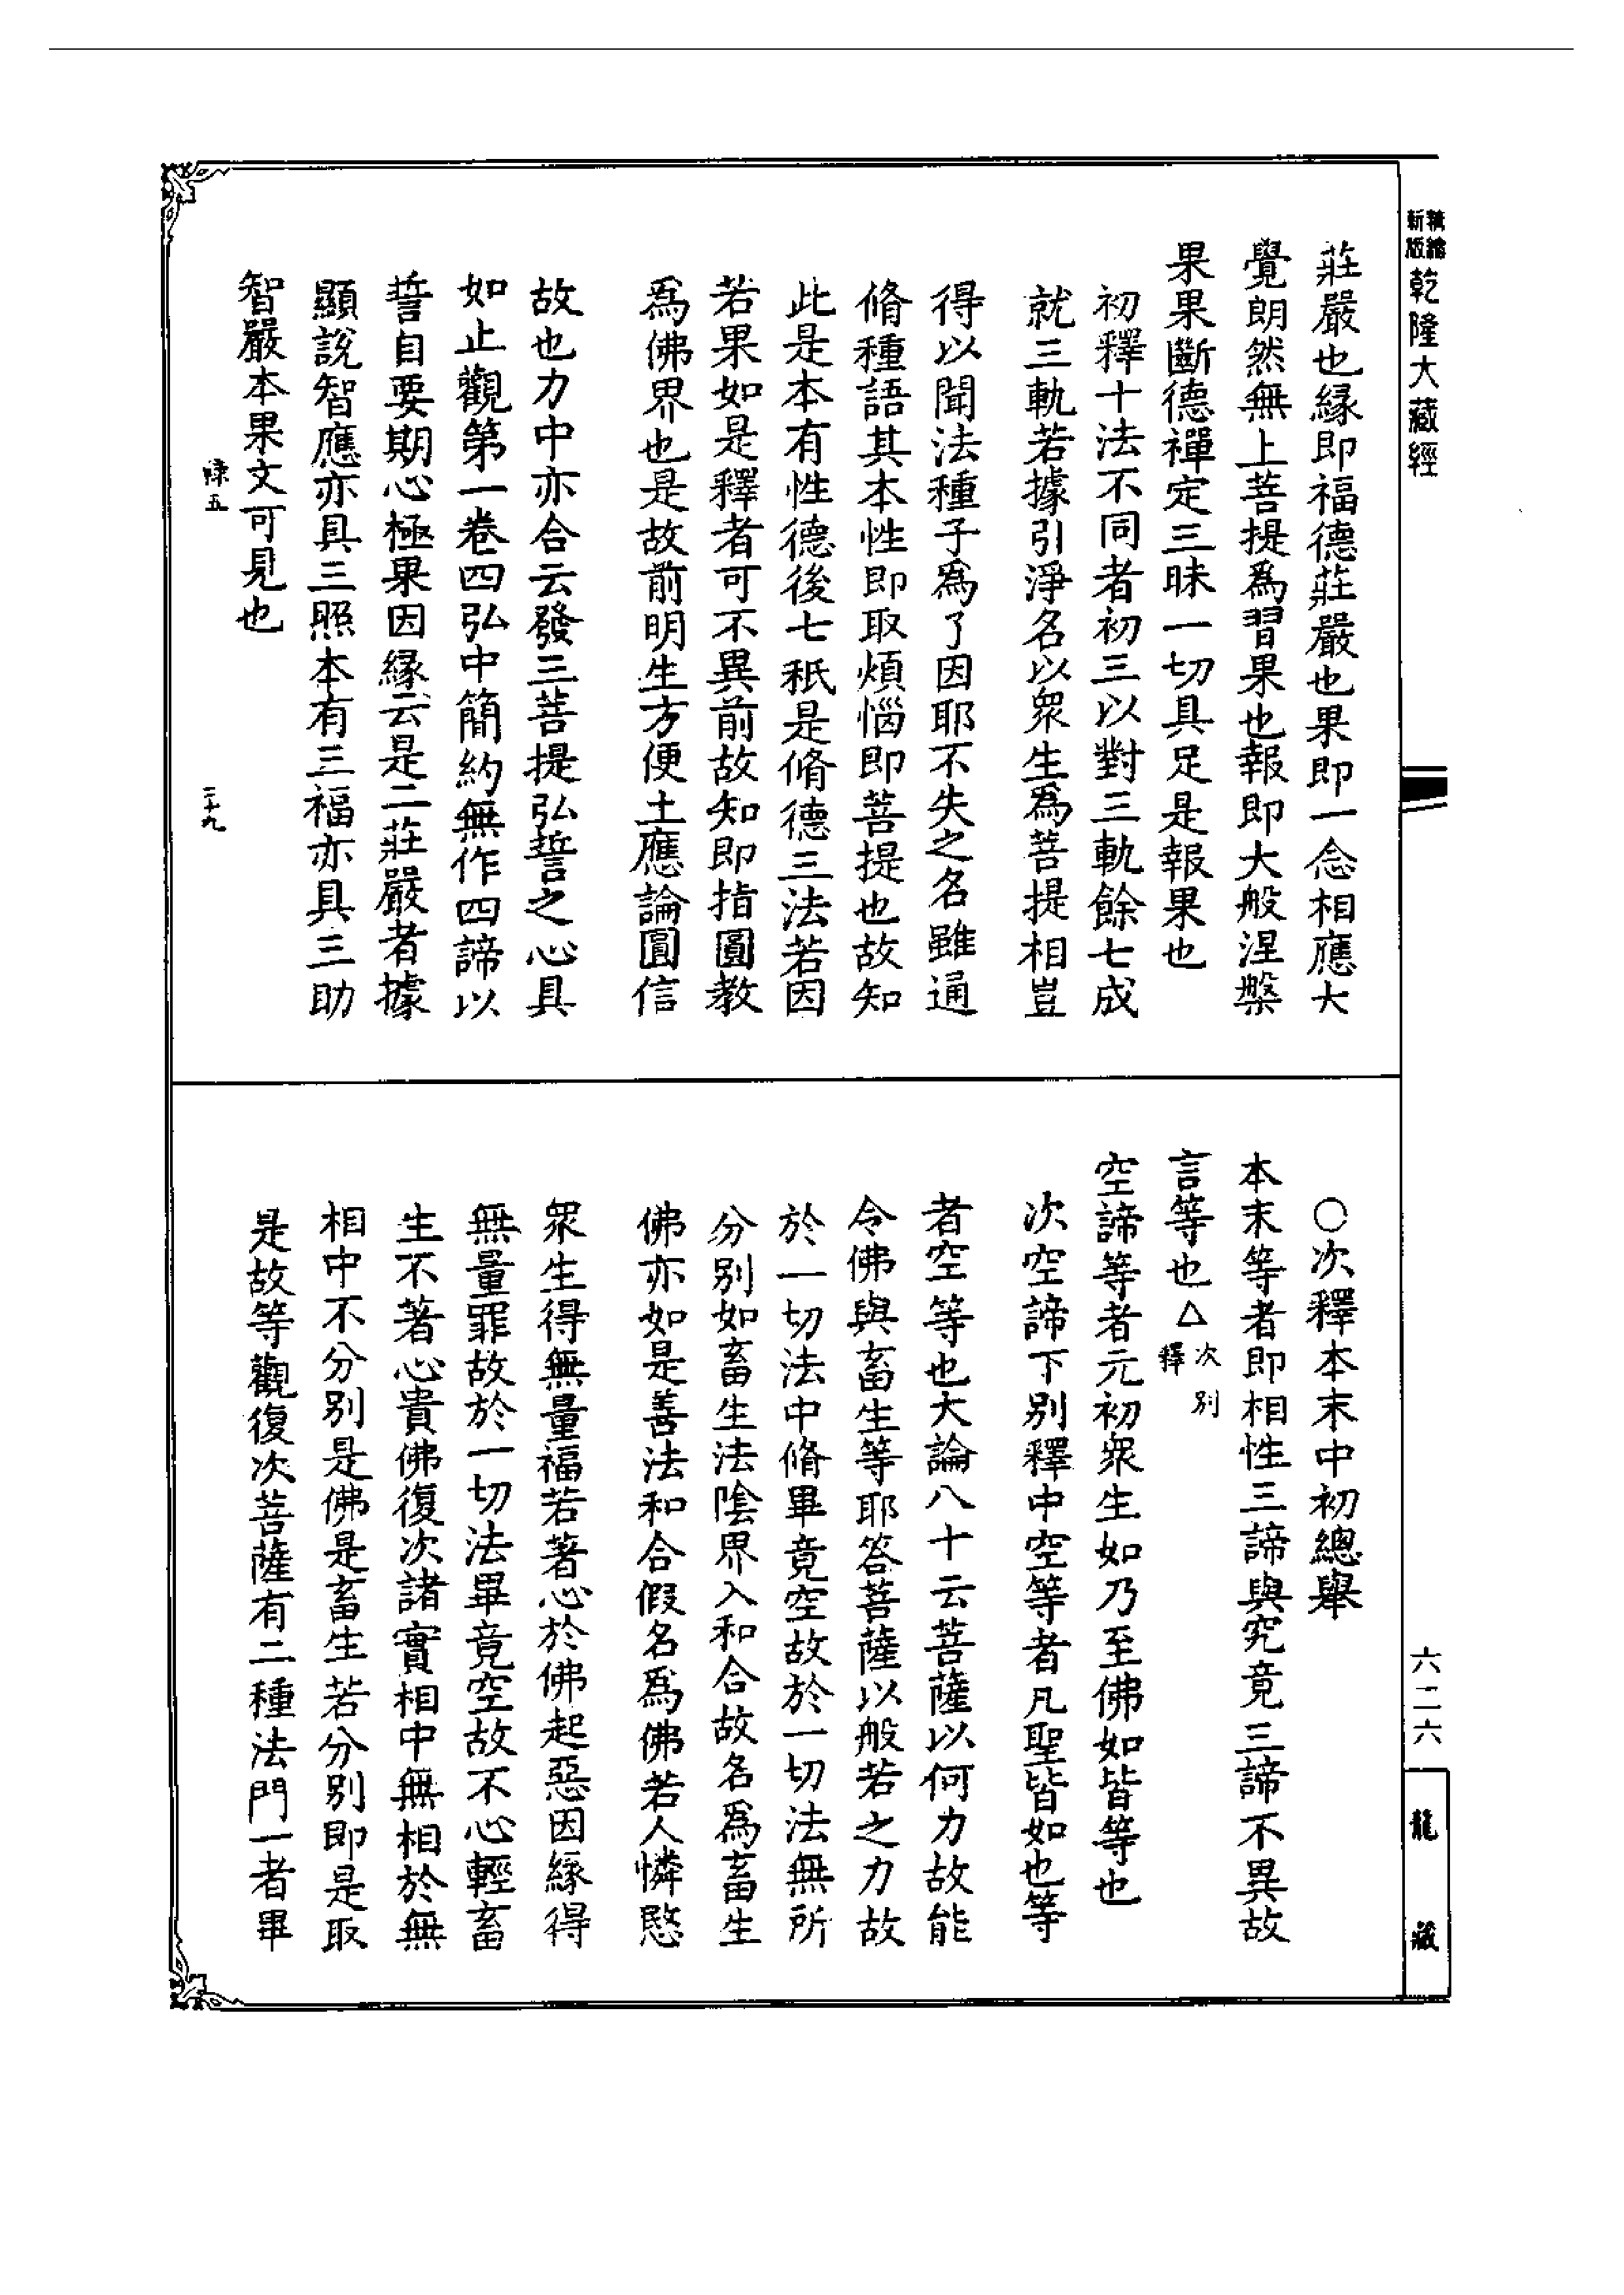 精繪
新版
乾隆大藏經
莊嚴也緣即福德莊嚴也果即一念相應大
覺朗然無上菩提爲習果也報即大般涅槃
果果斷德禪定三昧一切具足是報果也
初釋十法不同者初三以對三軌餘七成
就三軌若據引淨名以眾生爲菩提相豈
得以聞法種子爲了因耶不失之名雖通
脩種語其本性即取煩惱即菩提也故知
此是本有性德後七秖是脩德三法若因
若果如是釋者可不異前故知即指圓教
爲佛界也是故前明生方便土應論圓信
故也力中亦合云發三菩提弘誓之心具
如止觀第一卷四弘中簡約無作四諦以
誓自要期心極果因緣云是二莊嚴者據
顯說智應亦具三照本有三福亦具三助
智嚴本果文可見也
二十九
○次釋本末中初總舉
本末等者即相性三諦與究竟三諦不異故
言等也△次別釋
空諦等者元初眾生如乃至佛如皆等也
次空諦下別釋中空等者凡聖皆如也等
者空等也大論八十云菩薩以何力故能
令佛與畜生等耶答菩薩以般若之力故
於一切法中脩畢竟空故於一切法無所
分別如畜生法陰界入和合故名爲畜生
佛亦如是善法和合假名爲佛若人憐愍
眾生得無量福若著心於佛起惡因緣得
無量罪故於一切法畢竟空故不心輕畜
生不著心貴佛復次諸實相中無相於無
相中不分別是佛是畜生若分別即是取
是故等觀復次菩薩有二種法門一者畢
六二六
龍藏